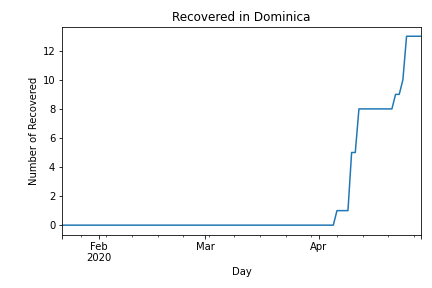 Recovered in Dominica
Number of Recovered
12
10
8
6
4
2
0
Feb
2020
Mar
Apr
Day